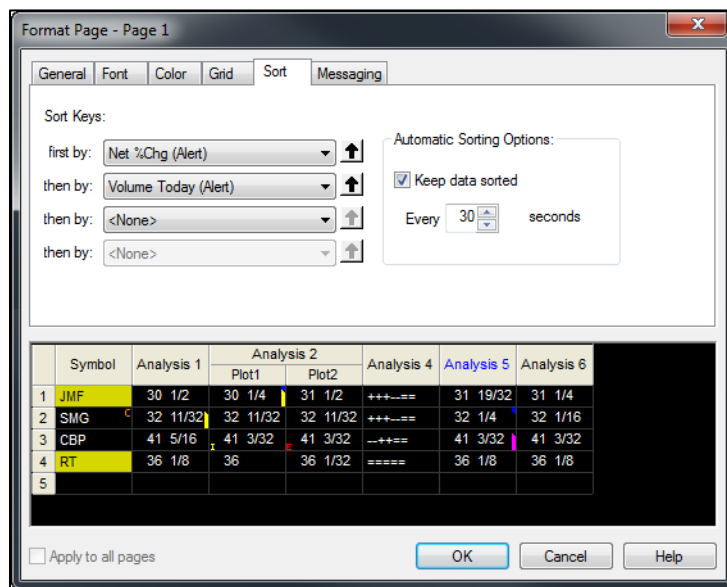 Format Page - Page 1
General Font Color Grid Sort Messaging
Sort Keys:
first by: Net %Chg (Alert)
then by: Volume Today (Alert)
then by: <None>
then by: <None>
Automatic Sorting Options:
Keep data sorted
Every 30 seconds
Symbol Analysis 1 Analysis 2 Analysis 4 Analysis 5 Analysis 6
Plot1 Plot2
1 JMF 30 1/2 30 1/4 31 1/2 +++--== 31 19/32 31 1/4
2 SMG C 32 11/32 32 11/32 32 11/32 +++--== 32 1/4 32 1/16
3 CBP 41 5/16 I 41 3/32 E 41 3/32 --++== 41 3/32 41 3/32
4 RT 36 1/8 36 36 1/32 ===== 36 1/8 36 1/8
5
Apply to all pages OK Cancel Help